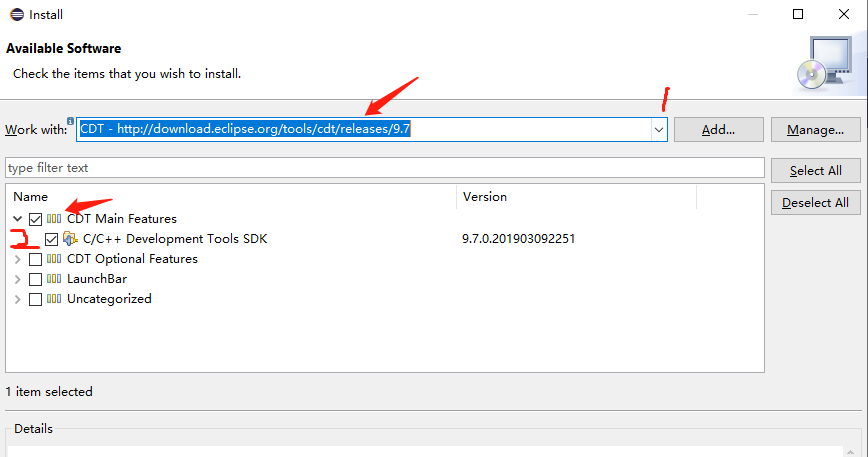 Install
Available Software
Check the items that you wish to install.
1
Work with: CDT - http://download.eclipse.org/tools/cdt/releases/9.7 Add... Manage...
type filter text Select All
Name Version Deselect All
CDT Main Features
2 C/C++ Development Tools SDK 9.7.0.201903092251
CDT Optional Features
LaunchBar
Uncategorized
1 item selected
Details